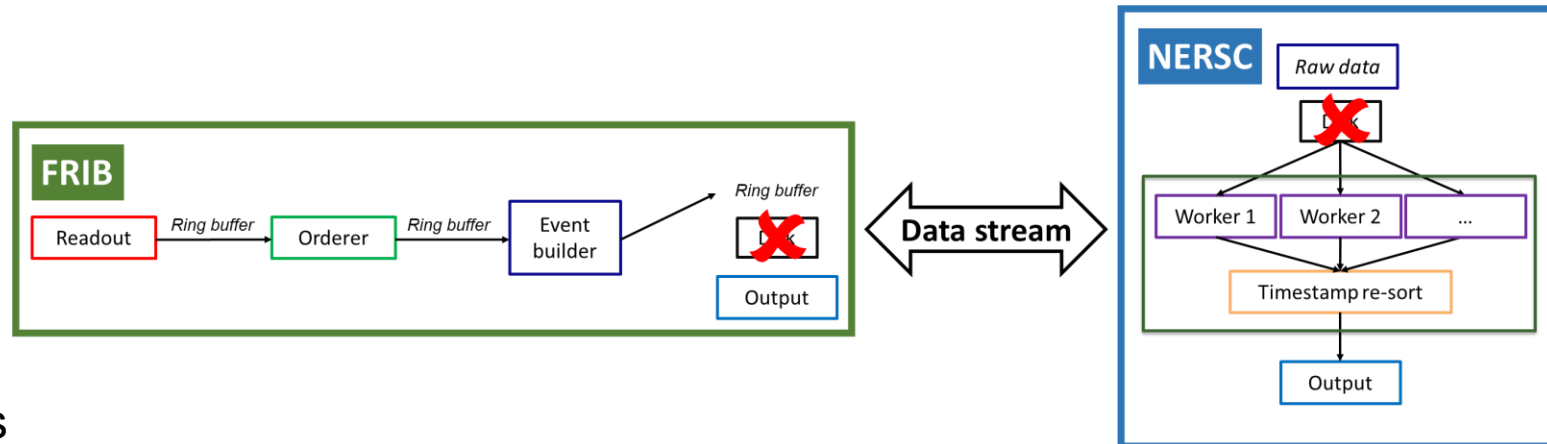 NERSC
Raw data
FRIB
Ring buffer
Ring buffer
Ring buffer
Readout
Orderer
Event
builder
Output
Data stream
Worker 1
Worker 2
...
Timestamp re-sort
Output
s